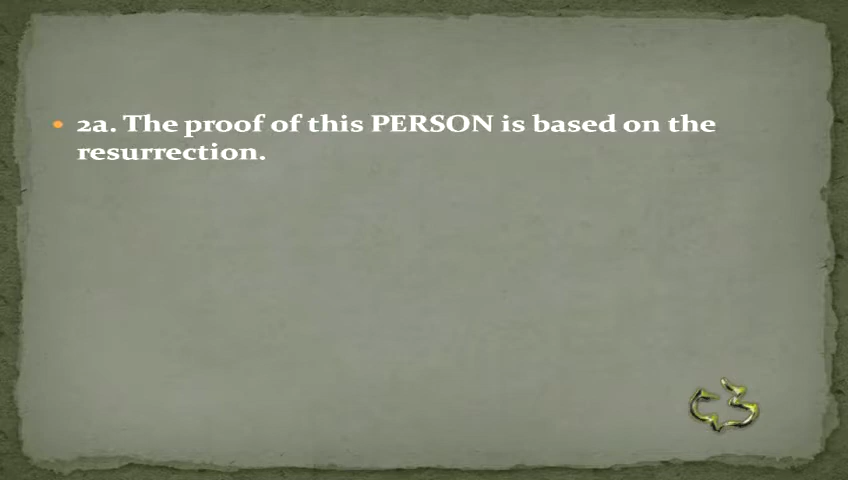 • 2a. The proof of this PERSON is based on the
resurrection.